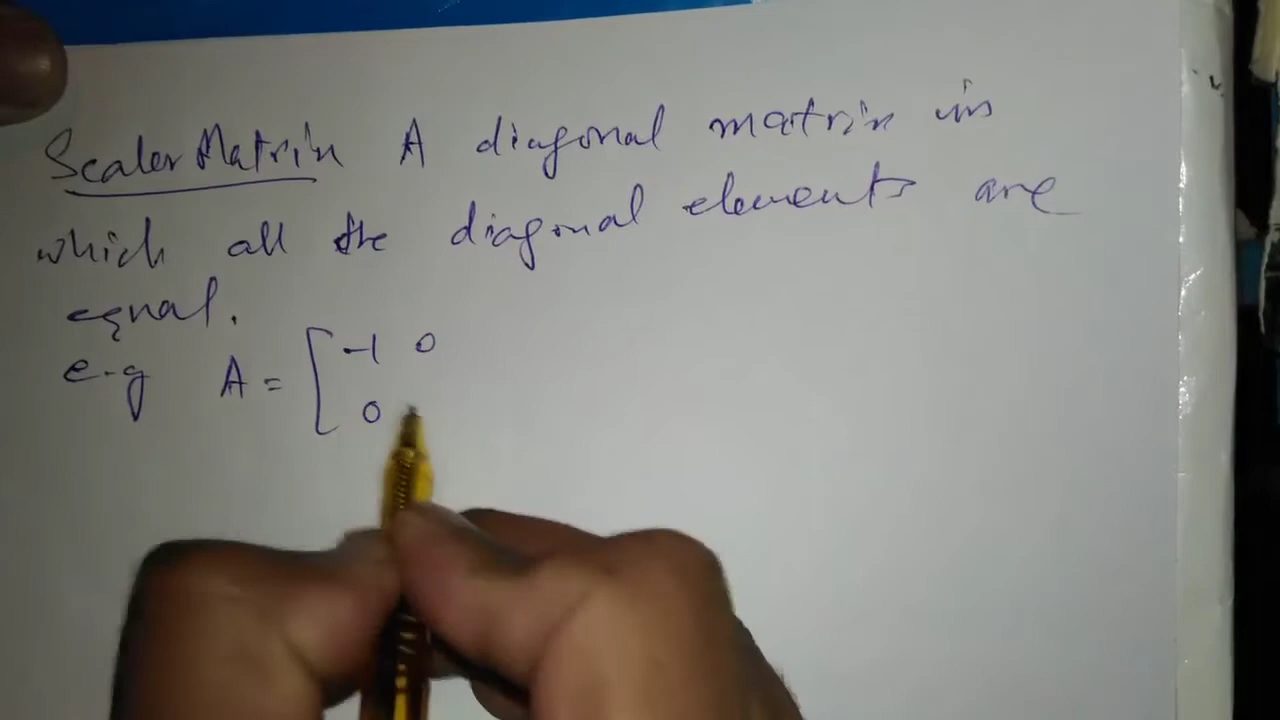 Scaler Matrix A diagonal matrix in
which all the diagonal elements are
equal.
e-g A = [ -1 0
0